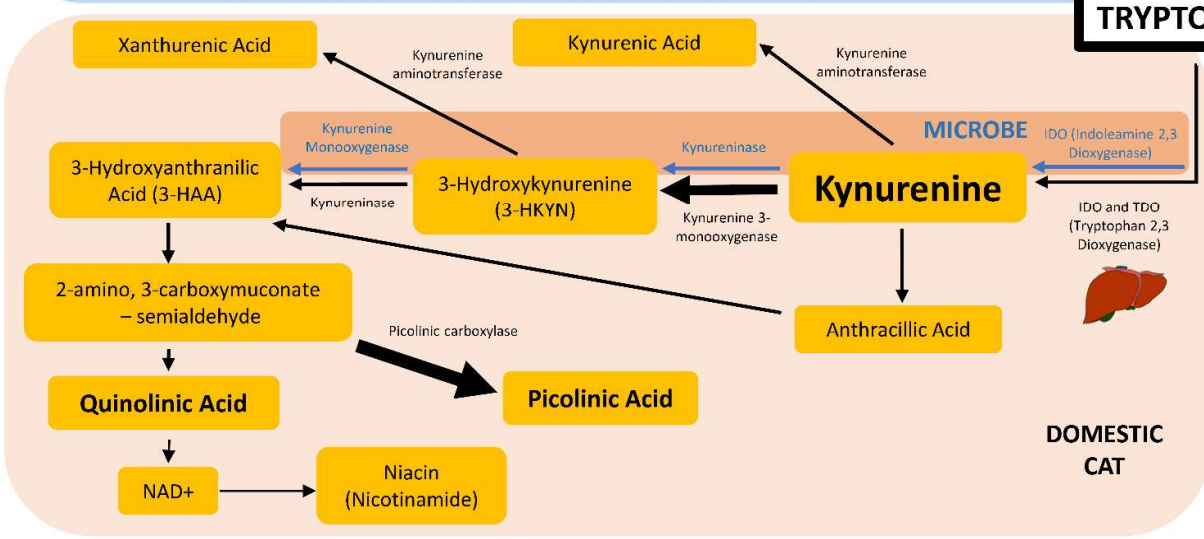 TRYPTO
Xanthurenic Acid
Kynurenine
aminotransferase
Kynurenic Acid
Kynurenine
aminotransferase
MICROBE
IDO (Indoleamine 2,3
Dioxygenase)
Kynurenine
Monooxygenase
Kynureninase
3-Hydroxyanthranilic
Acid (3-HAA)
Kynureninase
3-Hydroxykynurenine
(3-HKYN)
Kynurenine 3-
monooxygenase
Kynurenine
IDO and TDO
(Tryptophan 2,3
Dioxygenase)
2-amino, 3-carboxymuconate
– semialdehyde
Picolinic carboxylase
Anthracillic Acid
Quinolinic Acid
Picolinic Acid
DOMESTIC
CAT
NAD+
Niacin
(Nicotinamide)